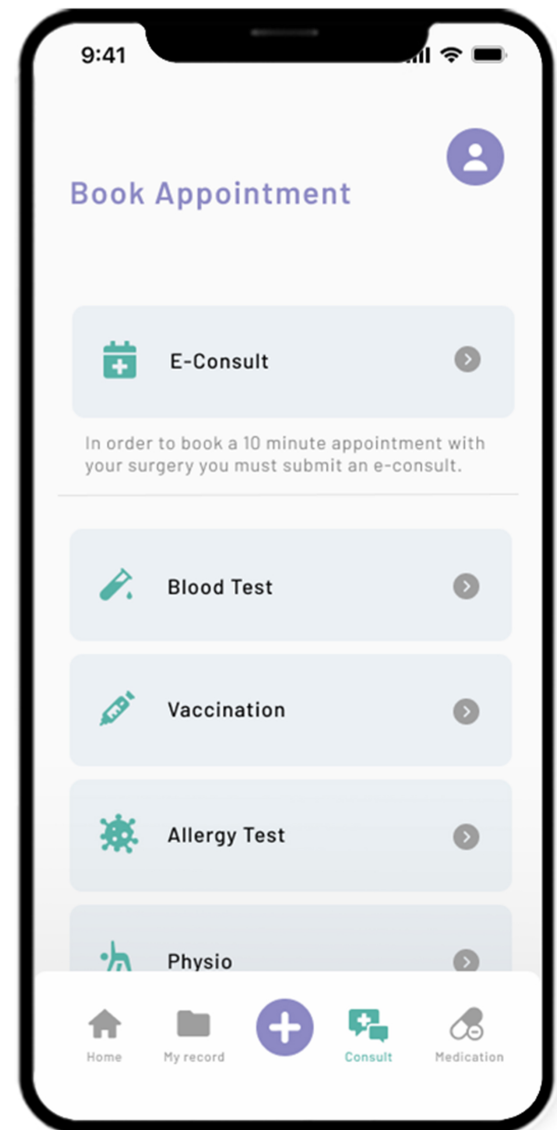 9:41
Book Appointment
E-Consult
In order to book a 10 minute appointment with
your surgery you must submit an e-consult.
Blood Test
Vaccination
Allergy Test
Physio
Home
My record
Consult
Medication